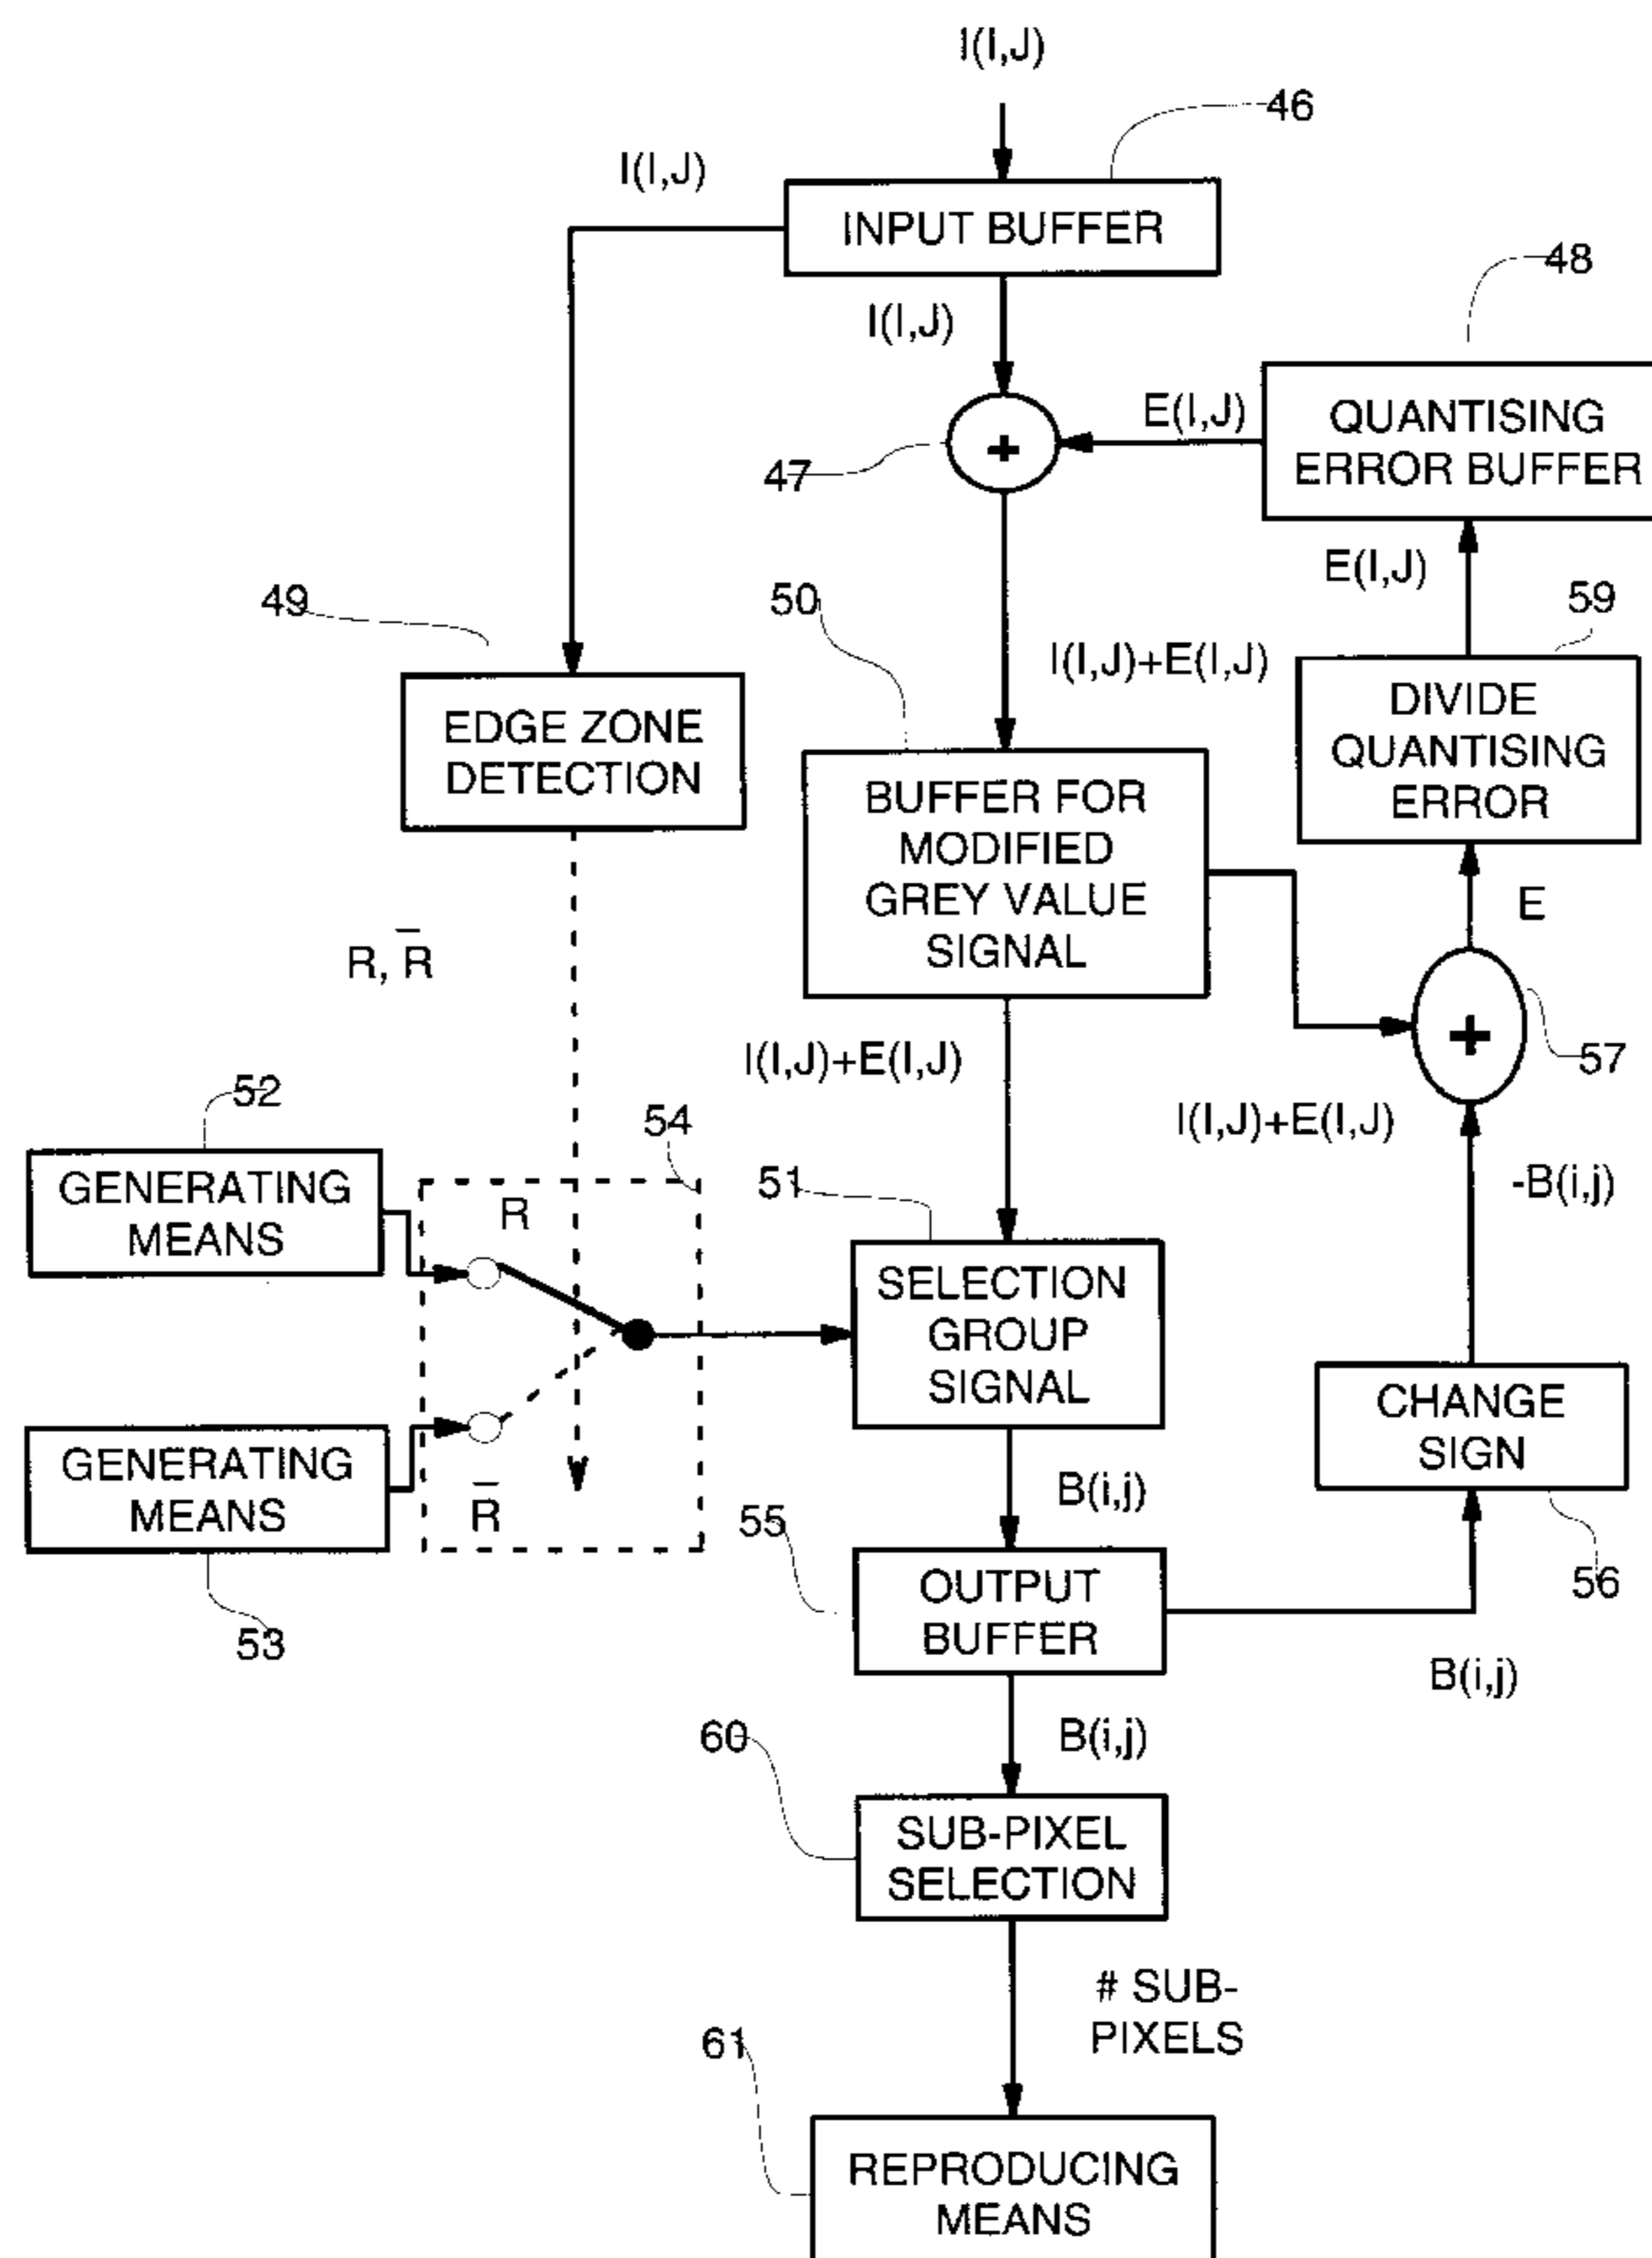 I(I,J)
46
I(I,J)
INPUT BUFFER
48
I(I,J)
E(I,J)
QUANTISING
ERROR BUFFER
+
47
E(I,J)
49
50
59
I(I,J)+E(I,J)
DIVIDE
QUANTISING
ERROR
EDGE ZONE
DETECTION
BUFFER FOR
MODIFIED
GREY VALUE
SIGNAL
E
R, R̅
+
57
I(I,J)+E(I,J)
52
54
I(I,J)+E(I,J)
51
-B(i,j)
GENERATING
MEANS
R
SELECTION
GROUP
SIGNAL
CHANGE
SIGN
GENERATING
MEANS
R̅
B(i,j)
55
56
OUTPUT
BUFFER
53
B(i,j)
60
B(i,j)
SUB-PIXEL
SELECTION
# SUB-
PIXELS
61
REPRODUCING
MEANS